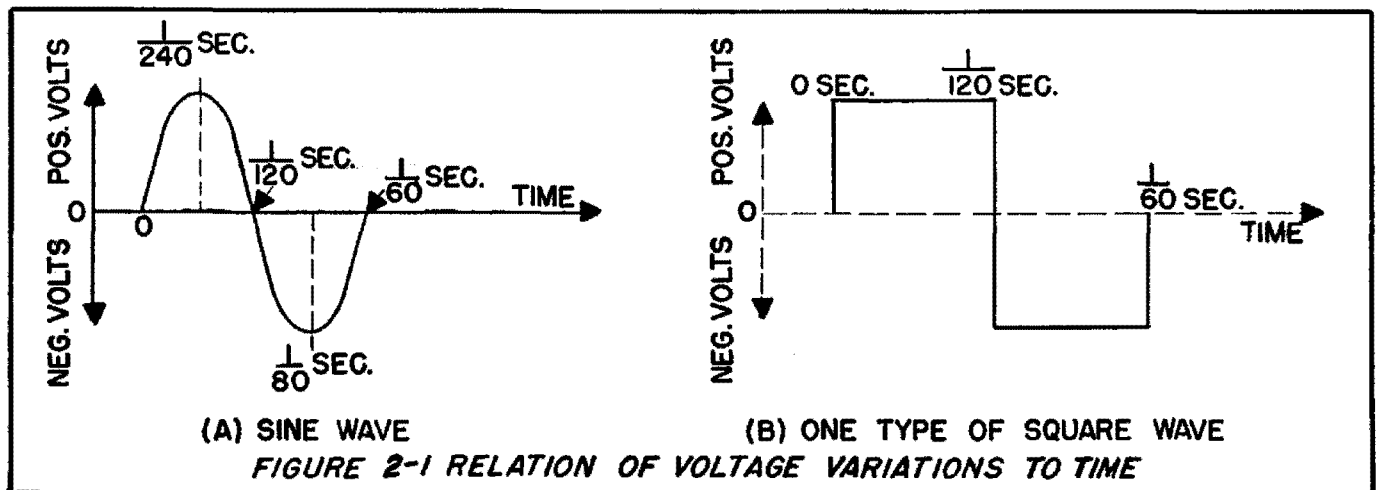 1/240 SEC.
POS. VOLTS
0
NEG. VOLTS
0
1/120 SEC.
1/60 SEC.
TIME
1/80 SEC.
(A) SINE WAVE
POS. VOLTS
0
NEG. VOLTS
0 SEC.
1/120 SEC.
1/60 SEC.
TIME
(B) ONE TYPE OF SQUARE WAVE
FIGURE 2-1 RELATION OF VOLTAGE VARIATIONS TO TIME